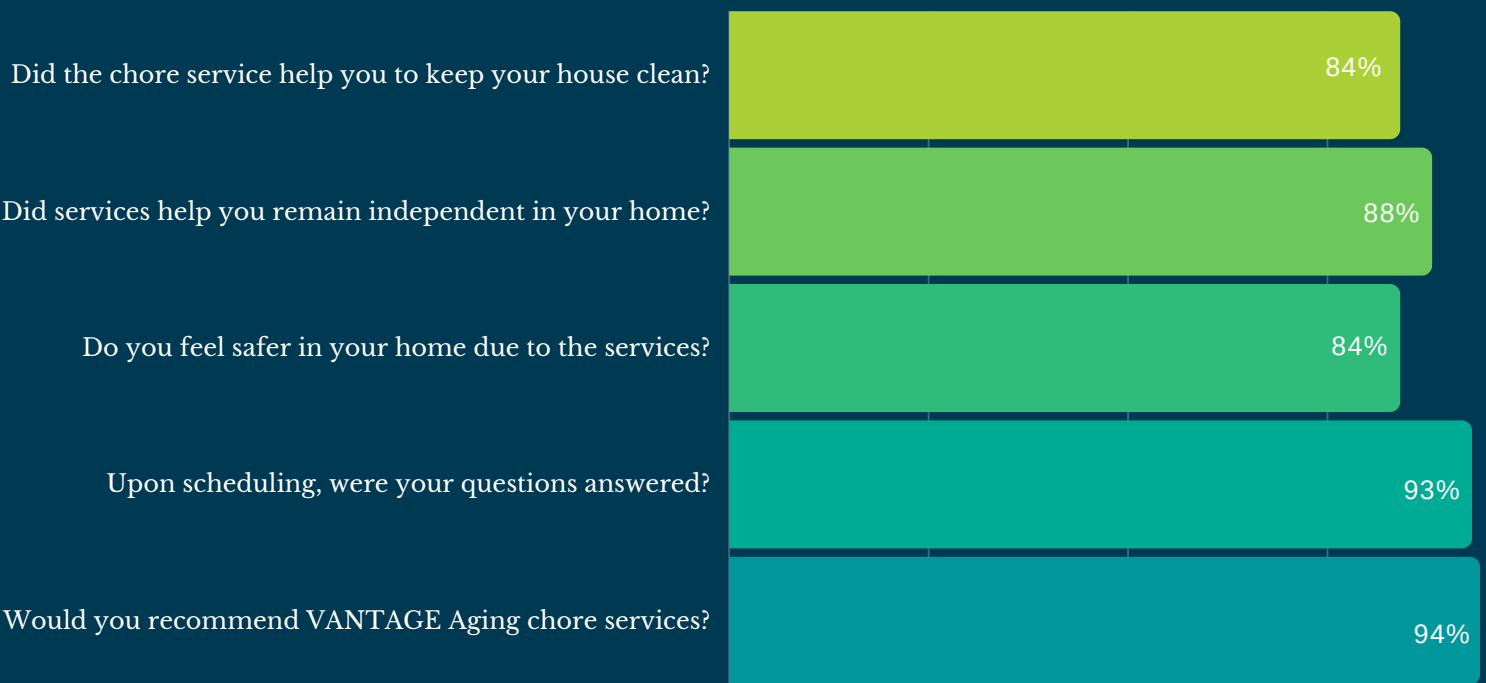 Did the chore service help you to keep your house clean?
84%
Did services help you remain independent in your home?
88%
Do you feel safer in your home due to the services?
84%
Upon scheduling, were your questions answered?
93%
Would you recommend VANTAGE Aging chore services?
94%